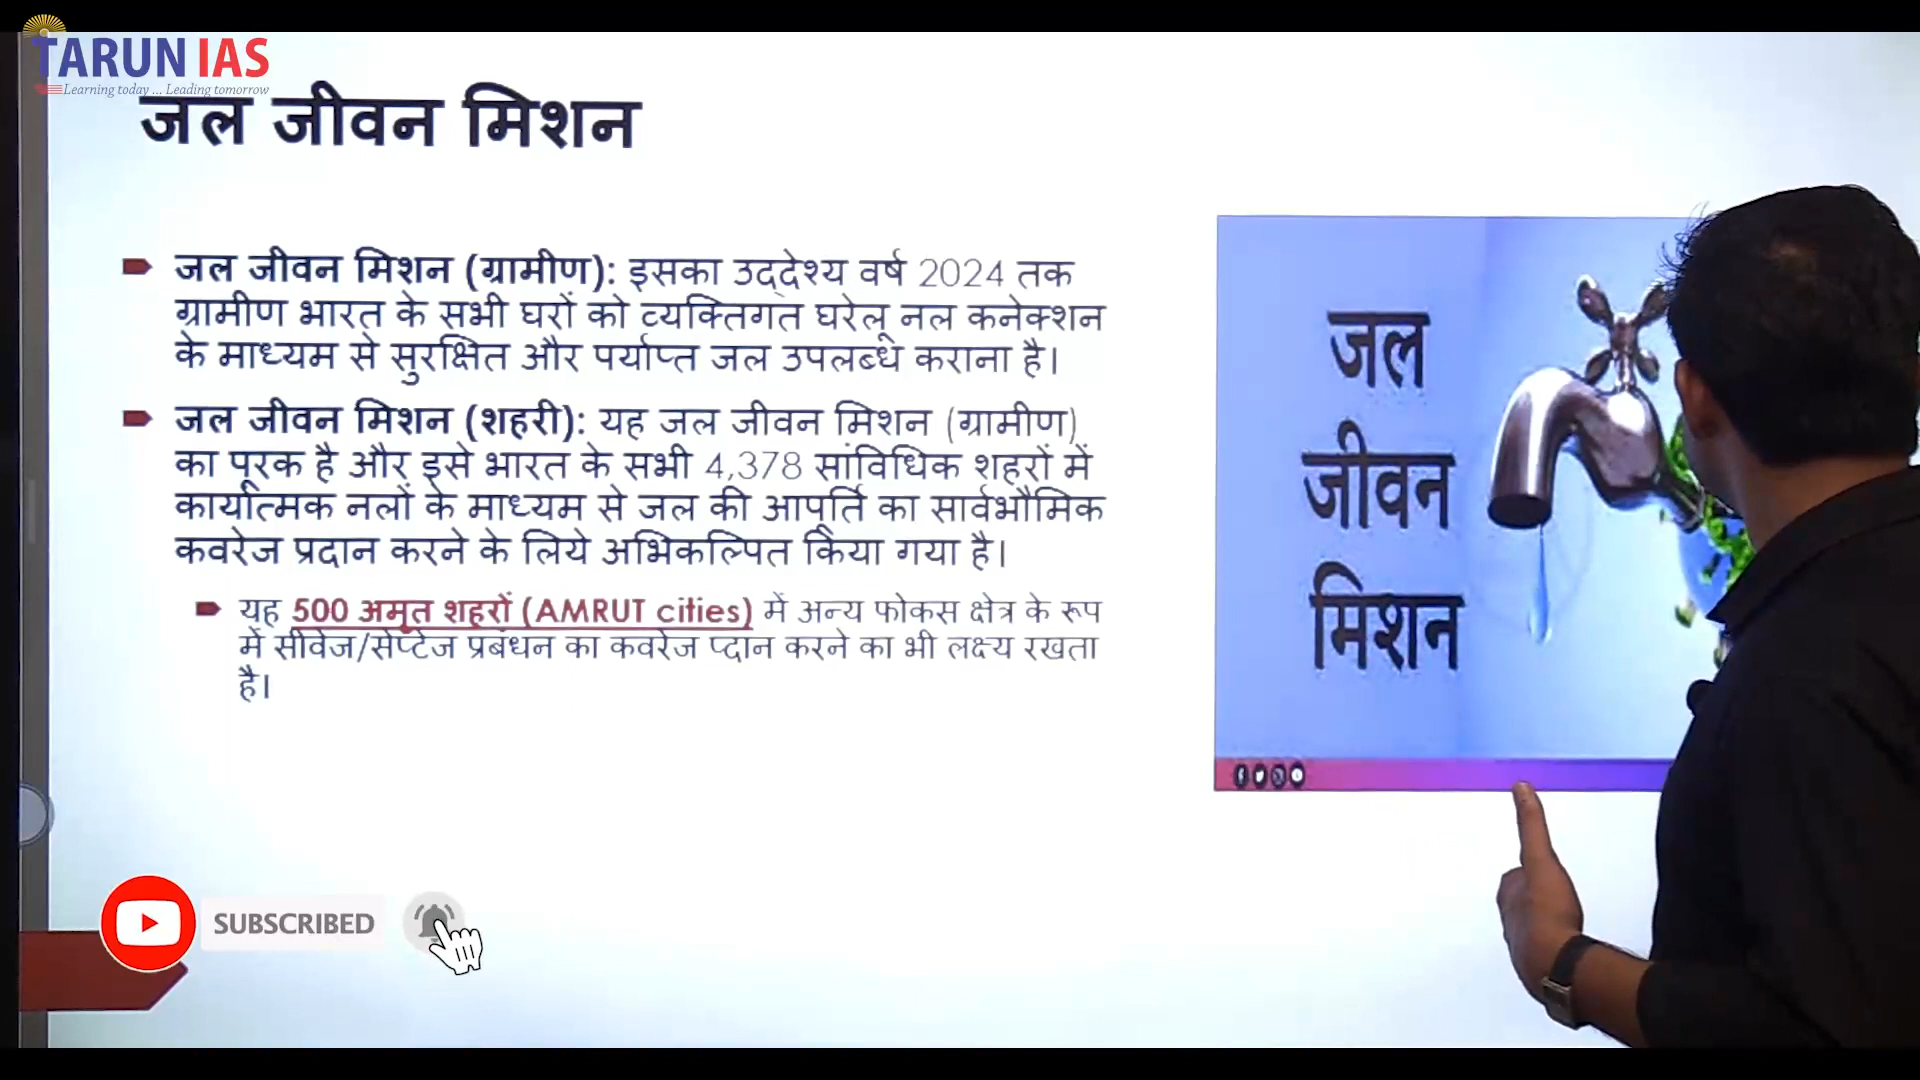 TARUN IAS
Learning today ... Leading tomorrow
जल जीवन मिशन
जल जीवन मिशन (ग्रामीण): इसका उद्देश्य वर्ष 2024 तक
ग्रामीण भारत के सभी घरों को व्यक्तिगत घरेलू नल कनेक्शन
के माध्यम से सुरक्षित और पर्याप्त जल उपलब्ध कराना है।
जल जीवन मिशन (शहरी): यह जल जीवन मिशन (ग्रामीण)
का पूरक है और इसे भारत के सभी 4,378 सांविधिक शहरों में
कार्यात्मक नलों के माध्यम से जल की आपूर्ति का सार्वभौमिक
कवरेज प्रदान करने के लिये अभिकल्पित किया गया है।
यह 500 अमृत शहरों (AMRUT cities) में अन्य फोकस क्षेत्र के रूप
में सीवेज/सेप्टेज प्रबंधन का कवरेज प्दान करने का भी लक्ष्य रखता
है।
जल
जीवन
मिशन
SUBSCRIBED